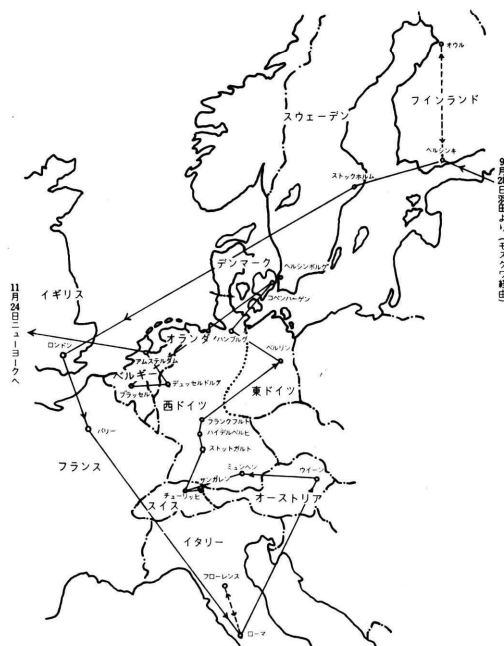 オウル
フインランド
スウェーデン
ヘルシンキ
ストックホルム
9月25日羽田より(モスクワ経由)
デンマーク
ヘルシンボルグ
コペンハーゲン
イギリス
11月24日ニューヨークへ
オランダ
ハンブルグ
ロンドン
アムステルダム
ベルリン
ベルギー
デュッセルドルグ
ブラッセル
西ドイツ
東ドイツ
フランクフルト
パリー
ハイデルベルヒ
ストットガルト
フランス
ミュンヘン
ウイーン
サンガレン
チューリッヒ
スイス
オーストリア
イタリー
フローレンス
ローマ